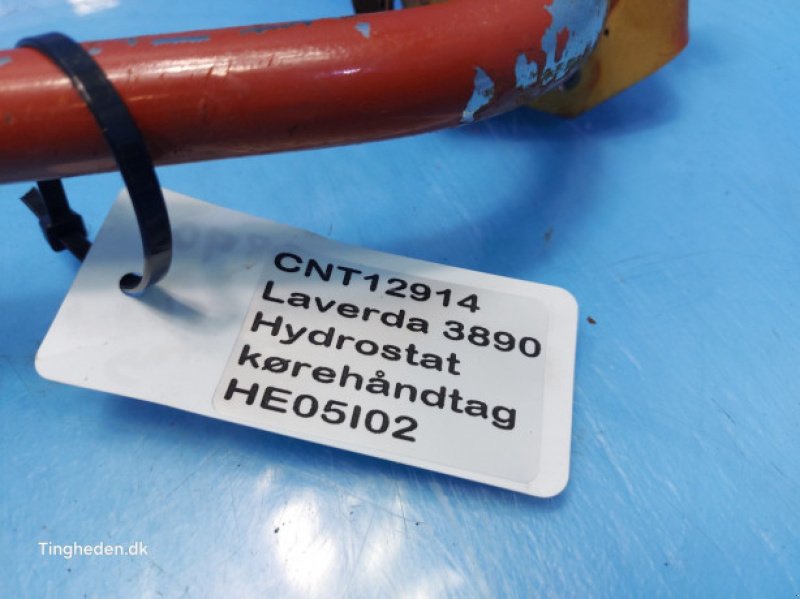 CNT12914
Laverda 3890
Hydrostat
kørehåndtag
HE05I02
Tingheden.dk